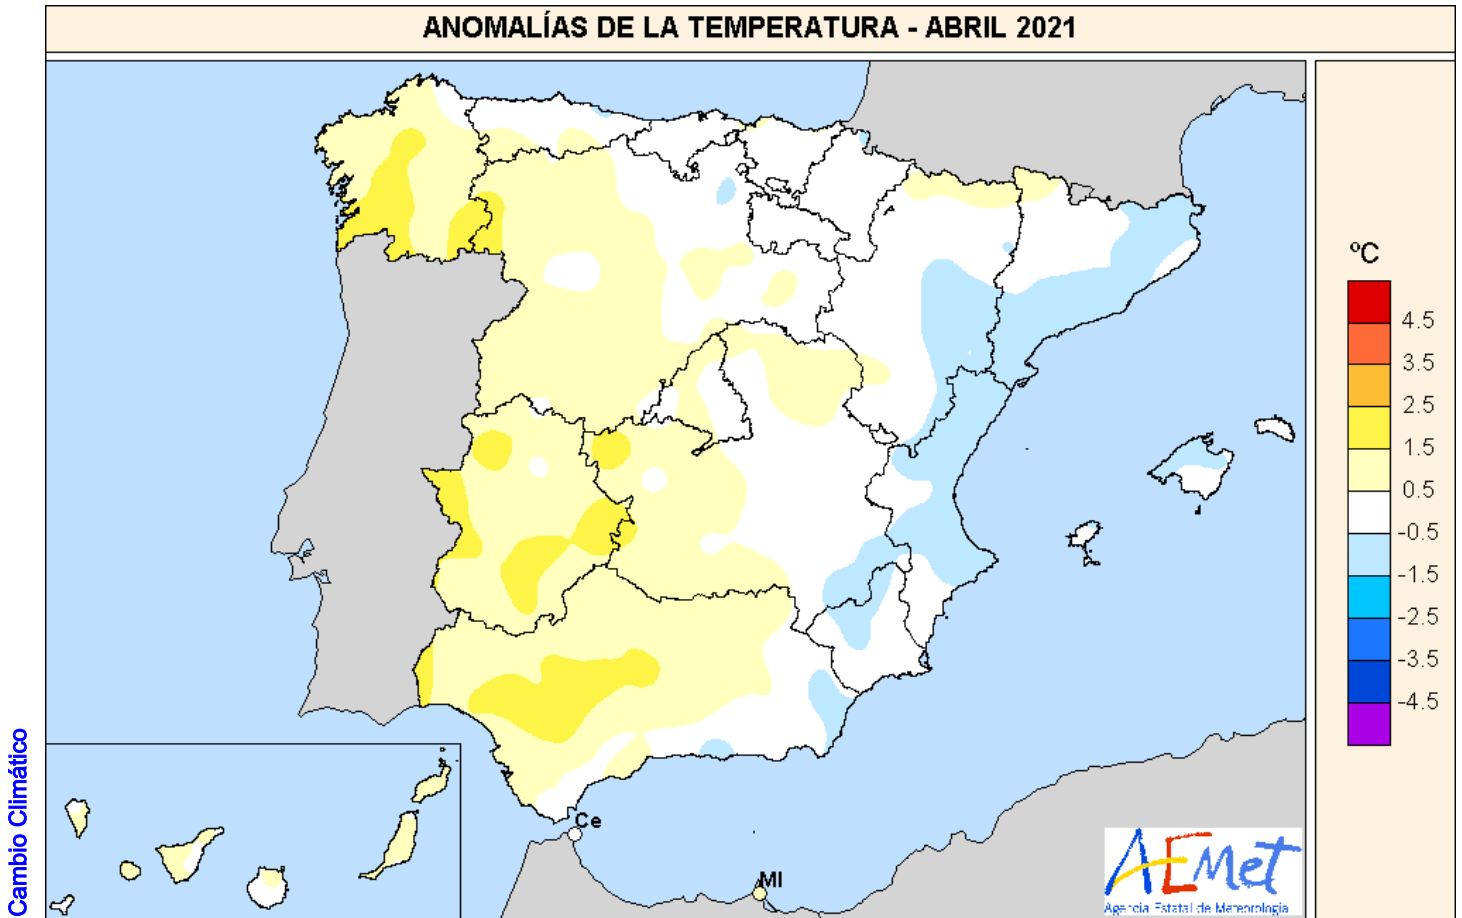 ANOMALÍAS DE LA TEMPERATURA - ABRIL 2021
ºC
4.5
3.5
2.5
1.5
0.5
-0.5
-1.5
-2.5
-3.5
-4.5
Cambio Climático
Ce
Ml
AEMet
Agencia Estatal de Meteorología